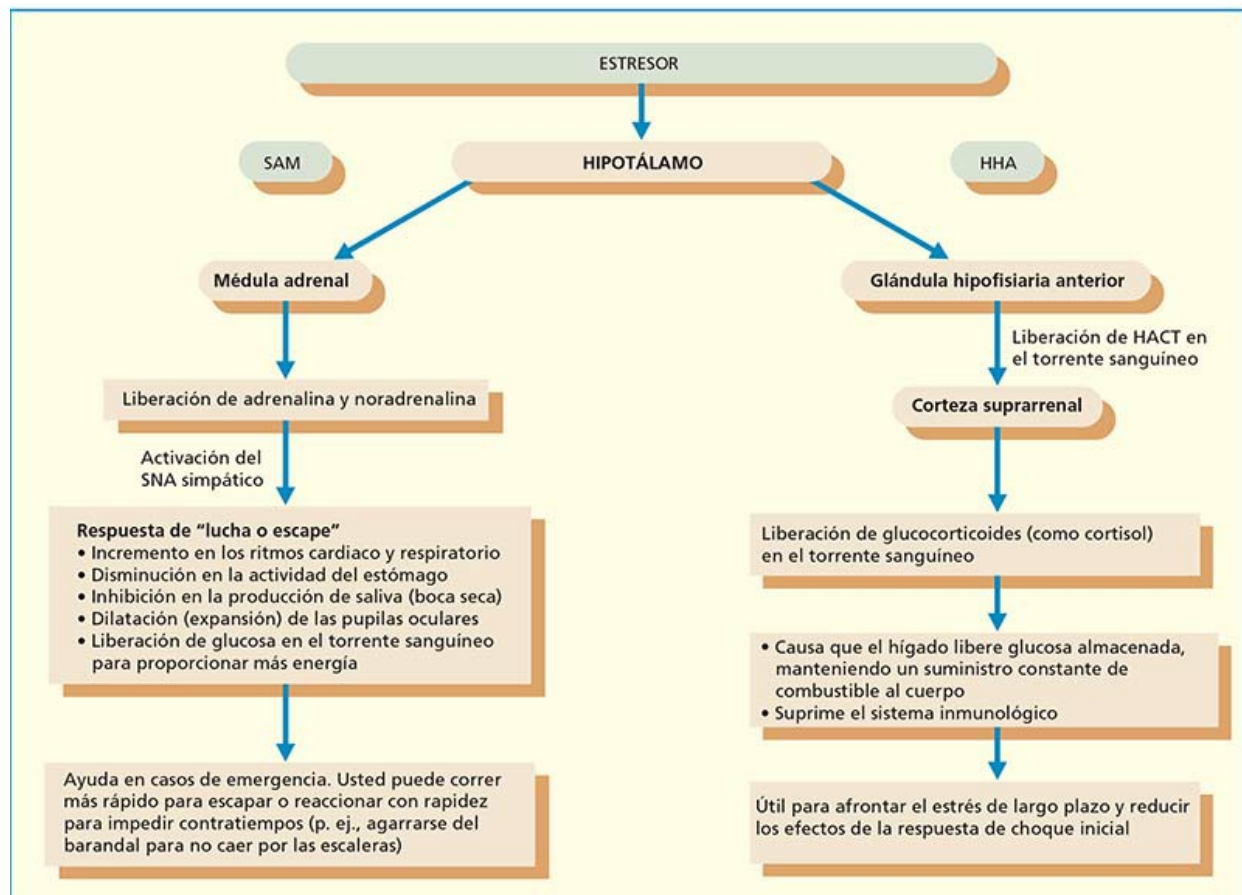 ESTRESOR
SAM
HIPOTÁLAMO
HHA
Médula adrenal
Liberación de adrenalina y noradrenalina
Activación del
SNA simpático
Respuesta de “lucha o escape”
• Incremento en los ritmos cardiaco y respiratorio
• Disminución en la actividad del estómago
• Inhibición en la producción de saliva (boca seca)
• Dilatación (expansión) de las pupilas oculares
• Liberación de glucosa en el torrente sanguíneo
para proporcionar más energía
Ayuda en casos de emergencia. Usted puede correr
más rápido para escapar o reaccionar con rapidez
para impedir contratiempos (p. ej., agarrarse del
barandal para no caer por las escaleras)
Glándula hipofisiaria anterior
Liberación de HACT en
el torrente sanguíneo
Corteza suprarrenal
Liberación de glucocorticoides (como cortisol)
en el torrente sanguíneo
• Causa que el hígado libere glucosa almacenada,
manteniendo un suministro constante de
combustible al cuerpo
• Suprime el sistema inmunológico
Útil para afrontar el estrés de largo plazo y reducir
los efectos de la respuesta de choque inicial